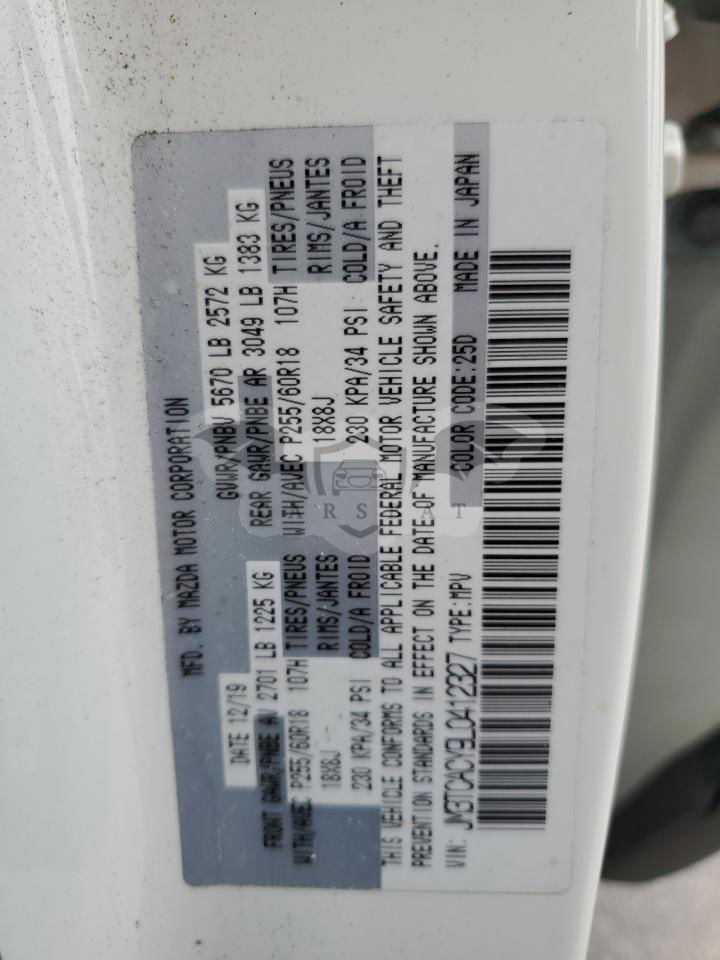 MFD. BY MAZDA MOTOR CORPORATION
DATE 12/19 GVWR/PNBV 5670 LB 2572 KG
FRONT GAWR/PNBE AV 2701 LB 1225 KG REAR GAWR/PNBE AR 3049 LB 1383 KG
WITH/AVEC P255/60R18 107H TIRES/PNEUS WITH/AVEC P255/60R18 107H TIRES/PNEUS
18X8J RIMS/JANTES 18X8J RIMS/JANTES
230 KPA/34 PSI COLD/A FROID 230 KPA/34 PSI COLD/A FROID
THIS VEHICLE CONFORMS TO ALL APPLICABLE FEDERAL MOTOR VEHICLE SAFETY AND THEFT
PREVENTION STANDARDS IN EFFECT ON THE DATE OF MANUFACTURE SHOWN ABOVE.
VIN: JM3TCACY9L0412327 TYPE:MPV COLOR CODE:25D MADE IN JAPAN